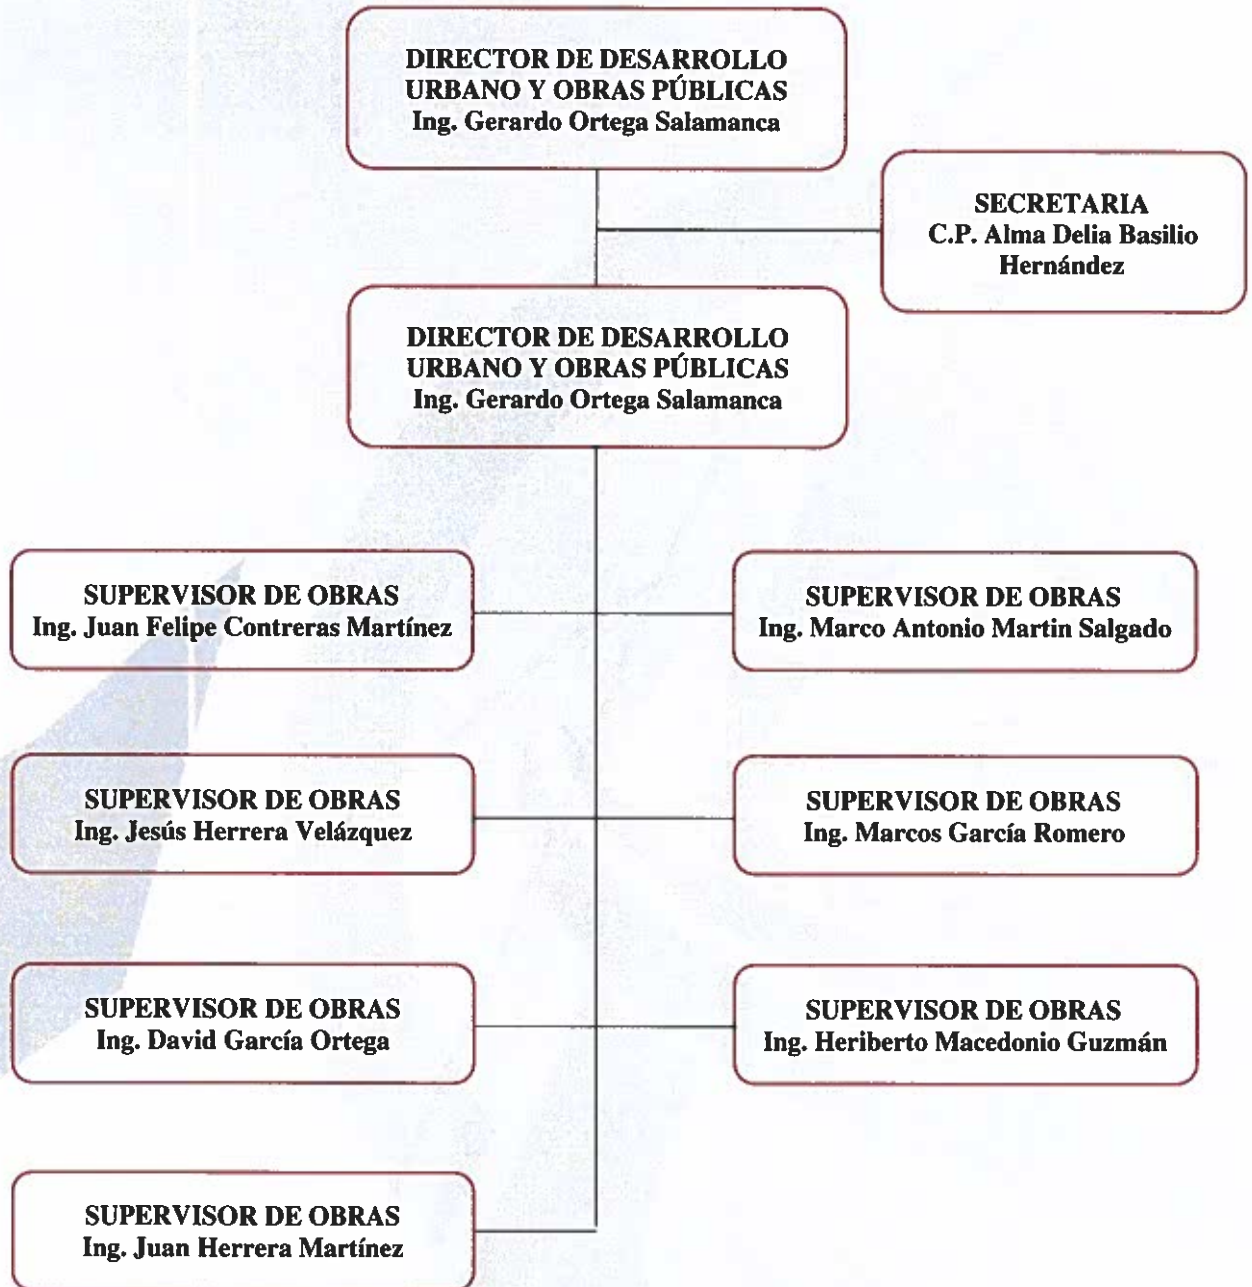 DIRECTOR DE DESARROLLO
URBANO Y OBRAS PÚBLICAS
Ing. Gerardo Ortega Salamanca
SECRETARIA
C.P. Alma Delia Basilio
Hernández
DIRECTOR DE DESARROLLO
URBANO Y OBRAS PÚBLICAS
Ing. Gerardo Ortega Salamanca
SUPERVISOR DE OBRAS
Ing. Juan Felipe Contreras Martínez
SUPERVISOR DE OBRAS
Ing. Marco Antonio Martin Salgado
SUPERVISOR DE OBRAS
Ing. Jesús Herrera Velázquez
SUPERVISOR DE OBRAS
Ing. Marcos García Romero
SUPERVISOR DE OBRAS
Ing. David García Ortega
SUPERVISOR DE OBRAS
Ing. Heriberto Macedonio Guzmán
SUPERVISOR DE OBRAS
Ing. Juan Herrera Martínez